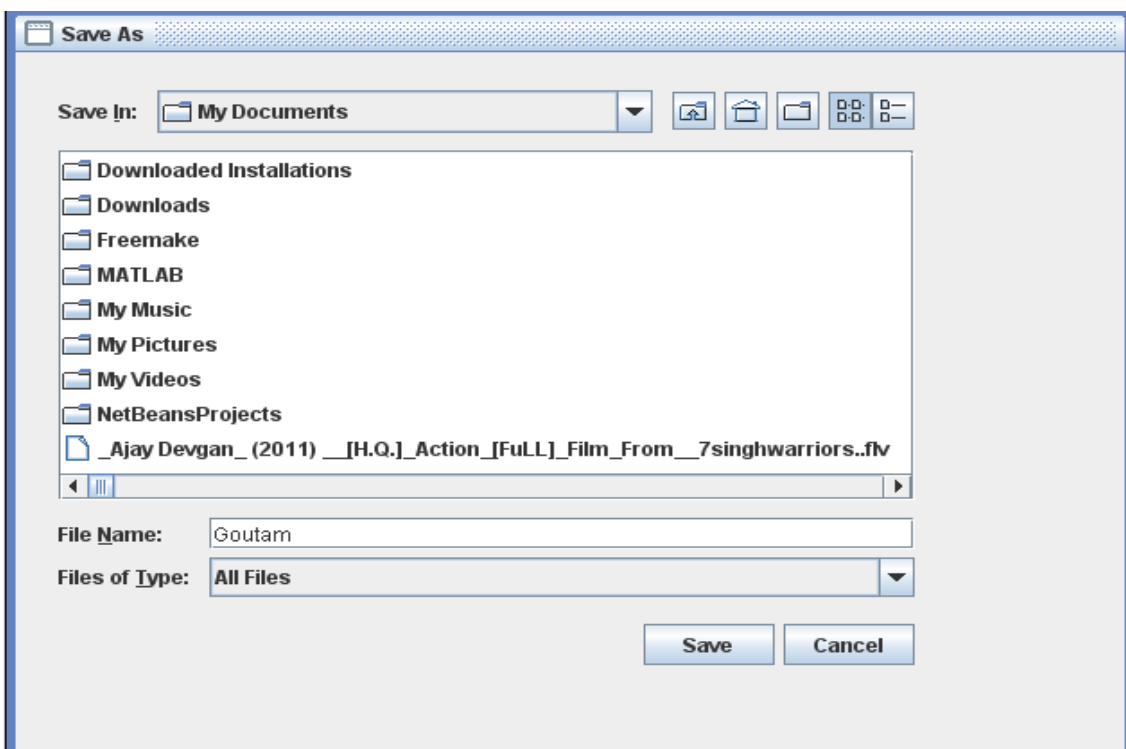 Save As
Save In: My Documents
Downloaded Installations
Downloads
Freemake
MATLAB
My Music
My Pictures
My Videos
NetBeansProjects
_Ajay Devgan_ (2011) __[H.Q.]_Action_[FuLL]_Film_From__7singhwarriors..flv
File Name: Goutam
Files of Type: All Files
Save Cancel